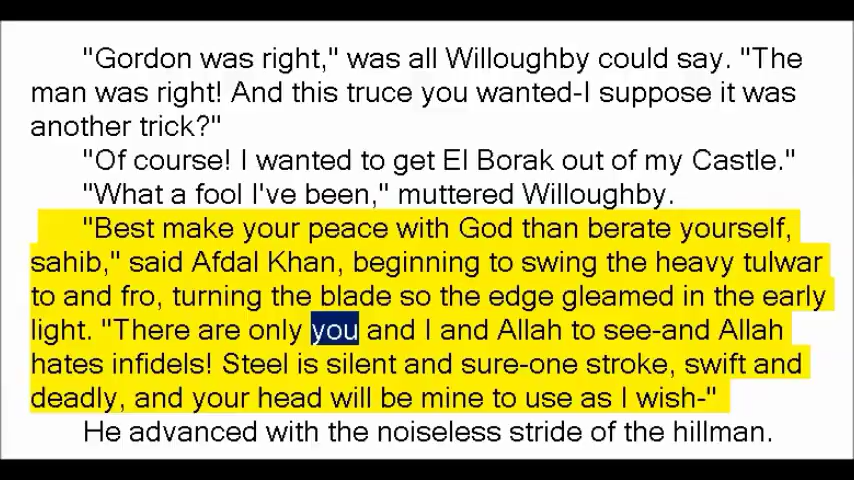 "Gordon was right," was all Willoughby could say. "The
man was right! And this truce you wanted-I suppose it was
another trick?"
"Of course! I wanted to get El Borak out of my Castle."
"What a fool I've been," muttered Willoughby.
"Best make your peace with God than berate yourself,
sahib," said Afdal Khan, beginning to swing the heavy tulwar
to and fro, turning the blade so the edge gleamed in the early
light. "There are only you and I and Allah to see-and Allah
hates infidels! Steel is silent and sure-one stroke, swift and
deadly, and your head will be mine to use as I wish-"
He advanced with the noiseless stride of the hillman.